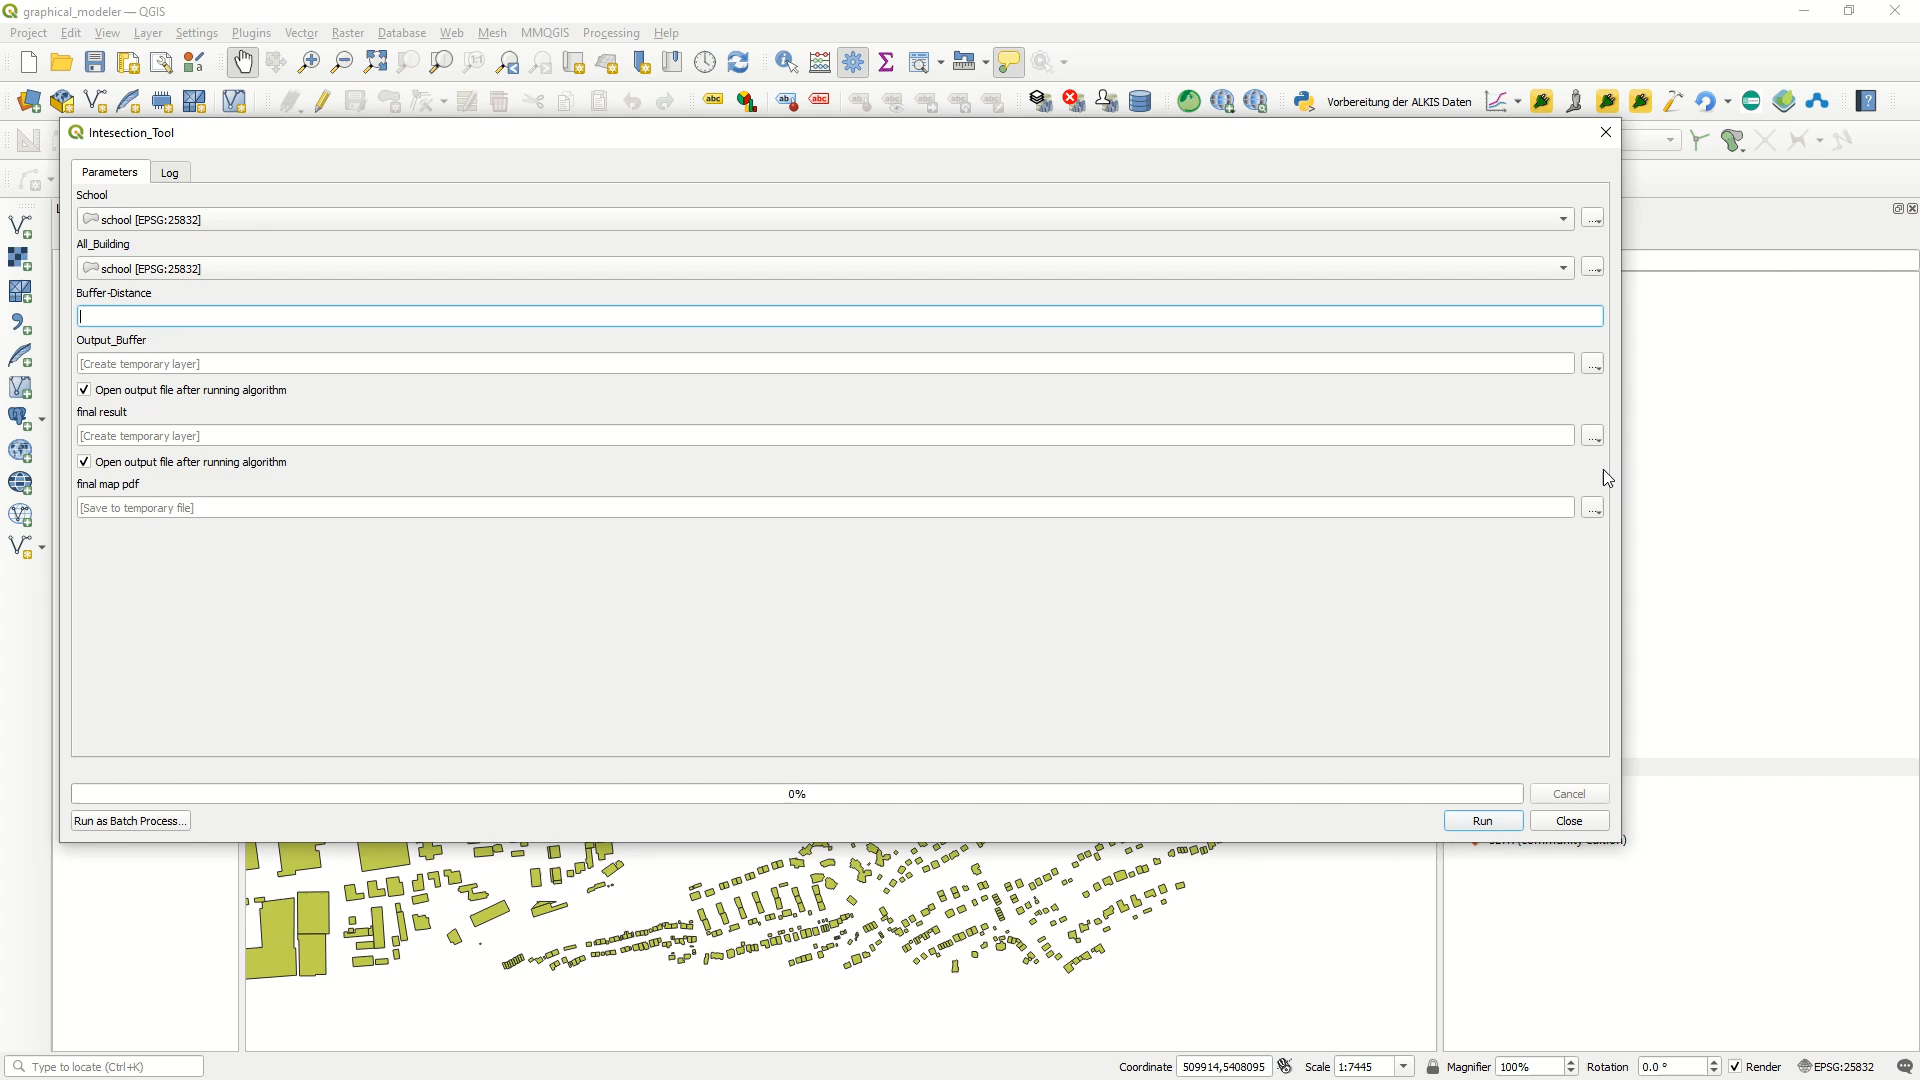 graphical_modeler — QGIS
Project Edit View Layer Settings Plugins Vector Raster Database Web Mesh MMQGIS Processing Help
Vorbereitung der ALKIS Daten
Intesection_Tool
Parameters Log
School
school [EPSG:25832]
All_Building
school [EPSG:25832]
Buffer-Distance
Output_Buffer
[Create temporary layer]
Open output file after running algorithm
final result
[Create temporary layer]
Open output file after running algorithm
final map pdf
[Save to temporary file]
0% Cancel
Run as Batch Process... Run Close
Type to locate (Ctrl+K) Coordinate 509914,5408095 Scale 1:7445 Magnifier 100% Rotation 0.0 ° Render EPSG:25832